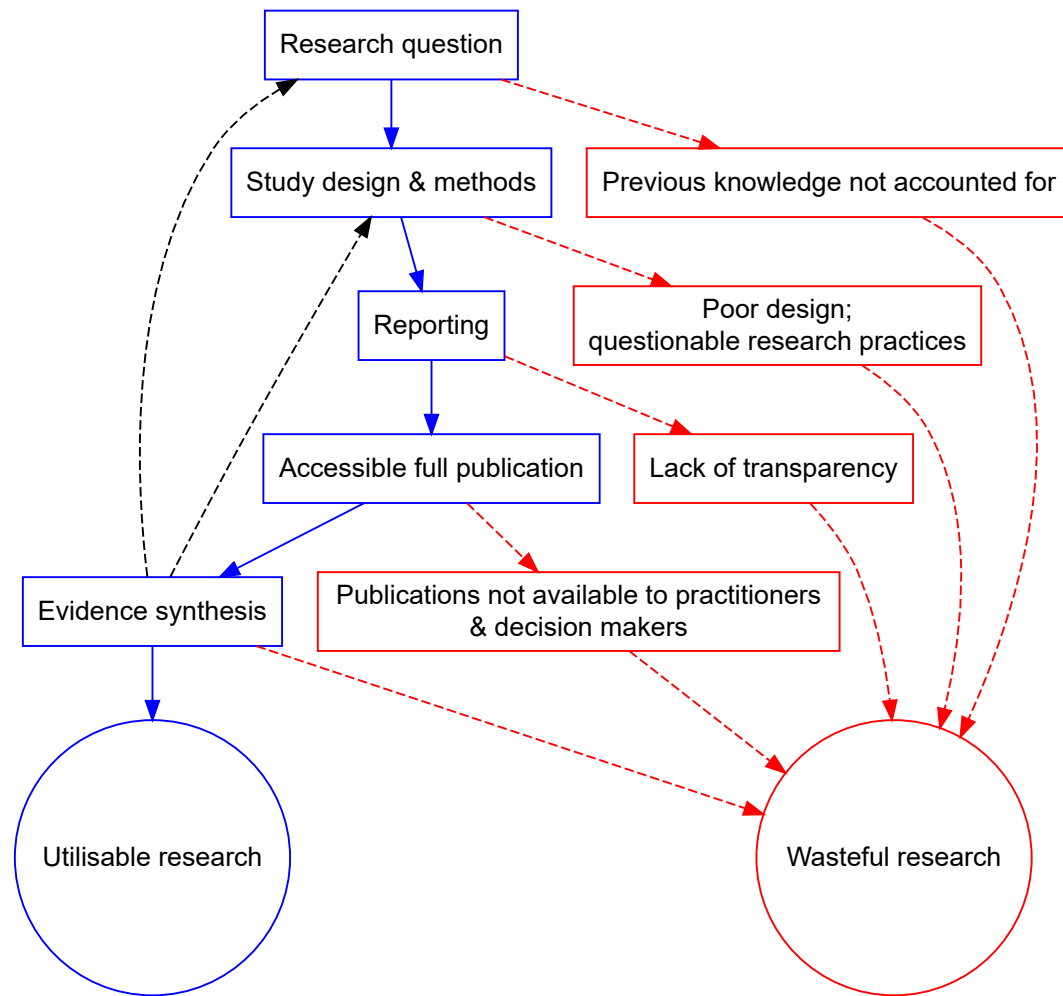 Research question
Study design & methods
Previous knowledge not accounted for
Poor design;
questionable research practices
Reporting
Accessible full publication
Lack of transparency
Evidence synthesis
Publications not available to practitioners
& decision makers
Utilisable research
Wasteful research